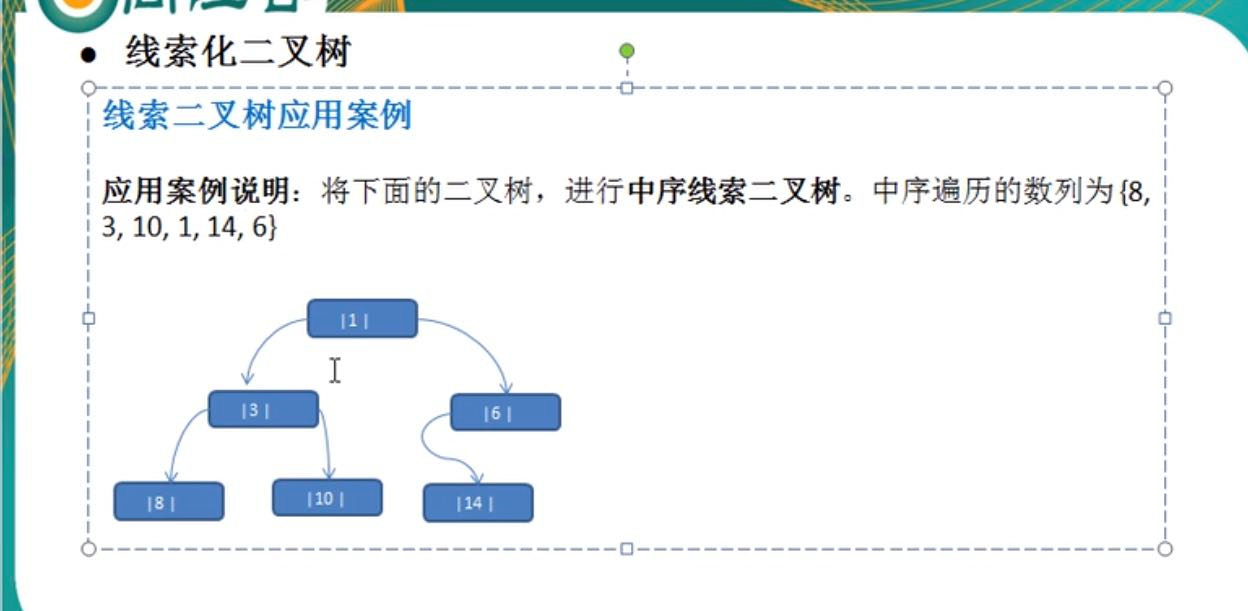 ● 线索化二叉树
线索二叉树应用案例
应用案例说明：将下面的二叉树，进行中序线索二叉树。中序遍历的数列为 {8,
3, 10, 1, 14, 6}
|1 |
|3 |
|6 |
|8 |
|10 |
|14 |